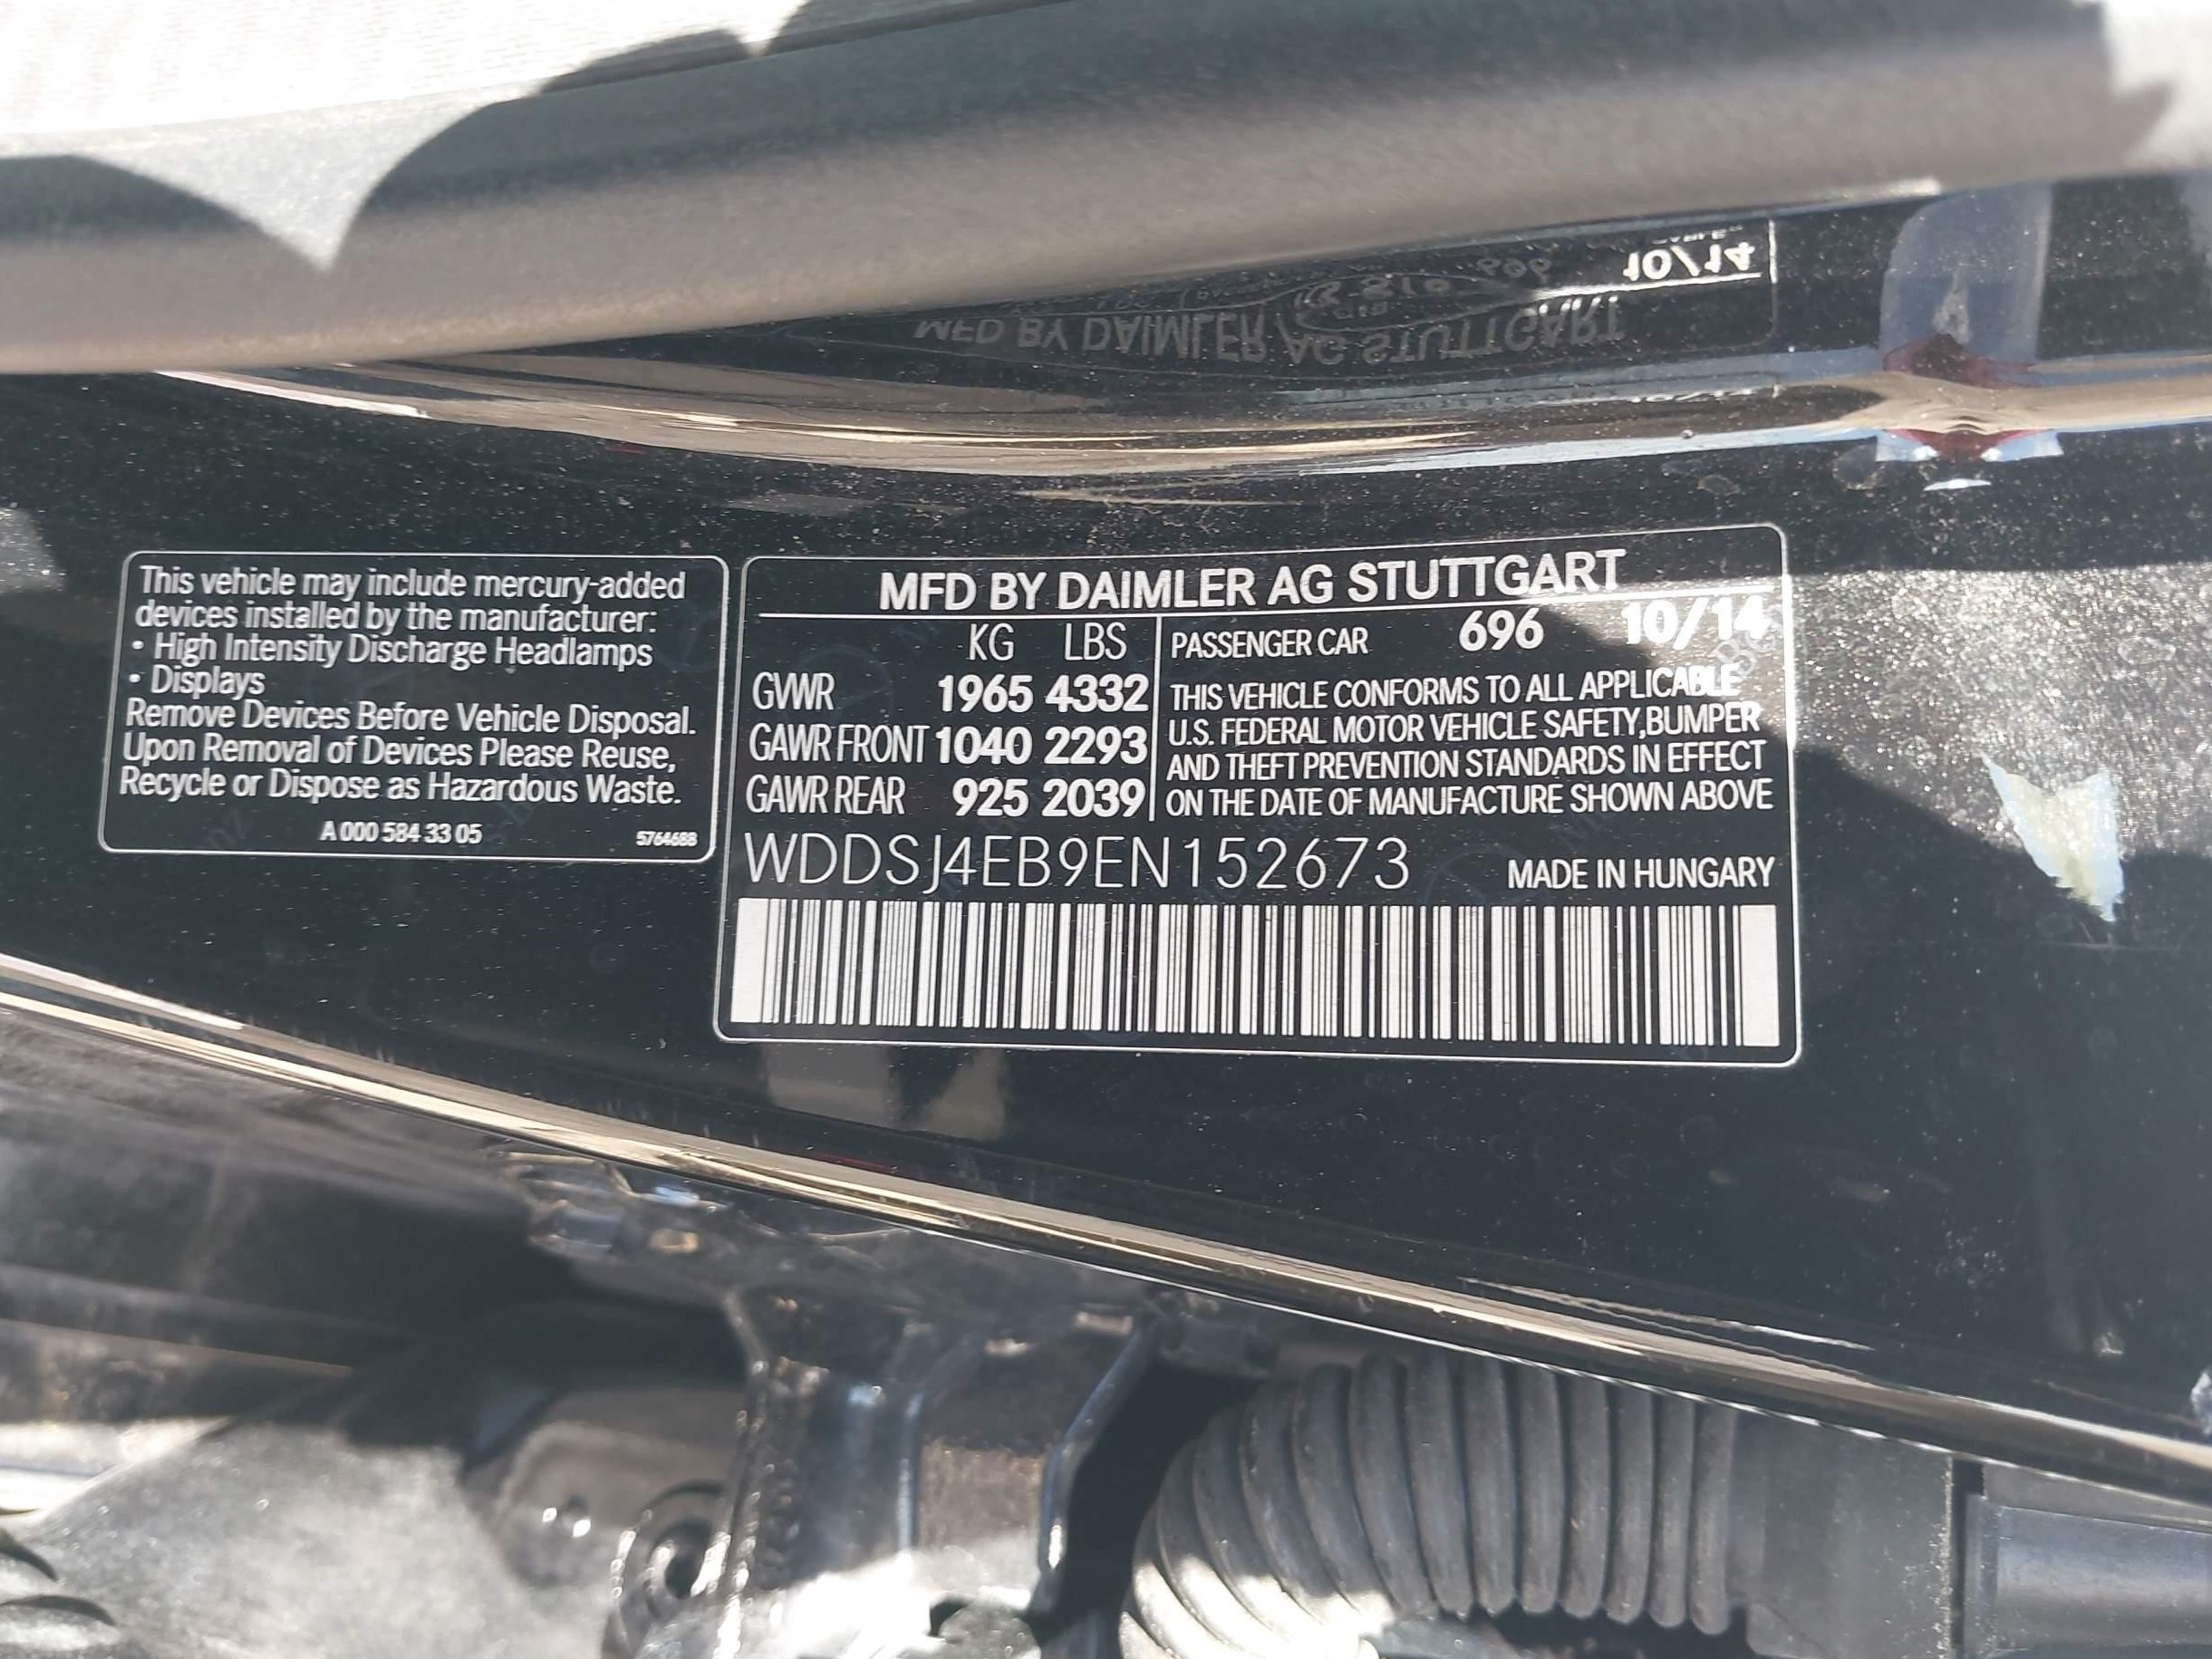 10/14
696
MFD BY DAIMLER AG STUTTGART
This vehicle may include mercury-added
devices installed by the manufacturer:
• High Intensity Discharge Headlamps
• Displays
Remove Devices Before Vehicle Disposal.
Upon Removal of Devices Please Reuse,
Recycle or Dispose as Hazardous Waste.
A 000 584 33 05 5764688
MFD BY DAIMLER AG STUTTGART
KG LBS
GVWR 1965 4332
GAWR FRONT 1040 2293
GAWR REAR 925 2039
PASSENGER CAR 696 10/14
THIS VEHICLE CONFORMS TO ALL APPLICABLE
U.S. FEDERAL MOTOR VEHICLE SAFETY,BUMPER
AND THEFT PREVENTION STANDARDS IN EFFECT
ON THE DATE OF MANUFACTURE SHOWN ABOVE
WDDSJ4EB9EN152673 MADE IN HUNGARY